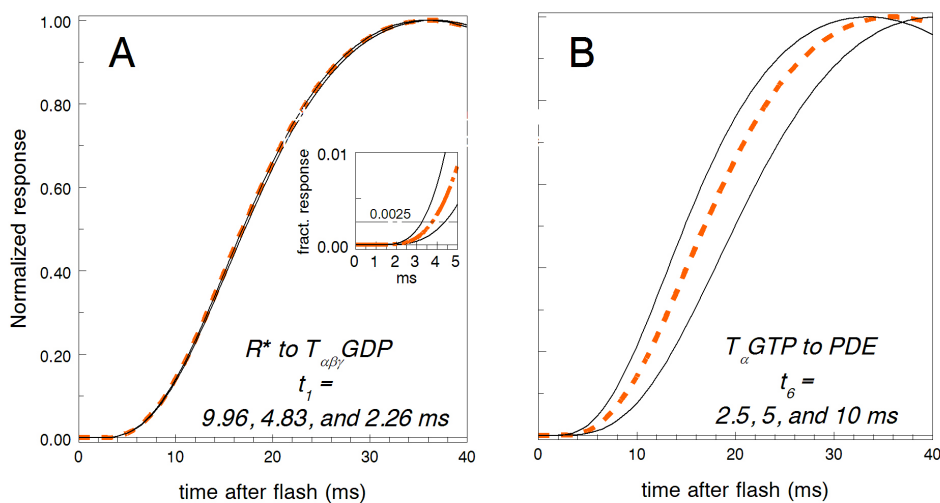 A
B
Normalized response
1.00
0.80
0.60
0.40
0.20
0.00
0 10 20 30 40
time after flash (ms)
fract. response
0.01
0.0025
0.00
0 1 2 3 4 5
ms
R* to TαβγGDP
t1 =
9.96, 4.83, and 2.26 ms
TαGTP to PDE
t6 =
2.5, 5, and 10 ms
0 10 20 30 40
time after flash (ms)